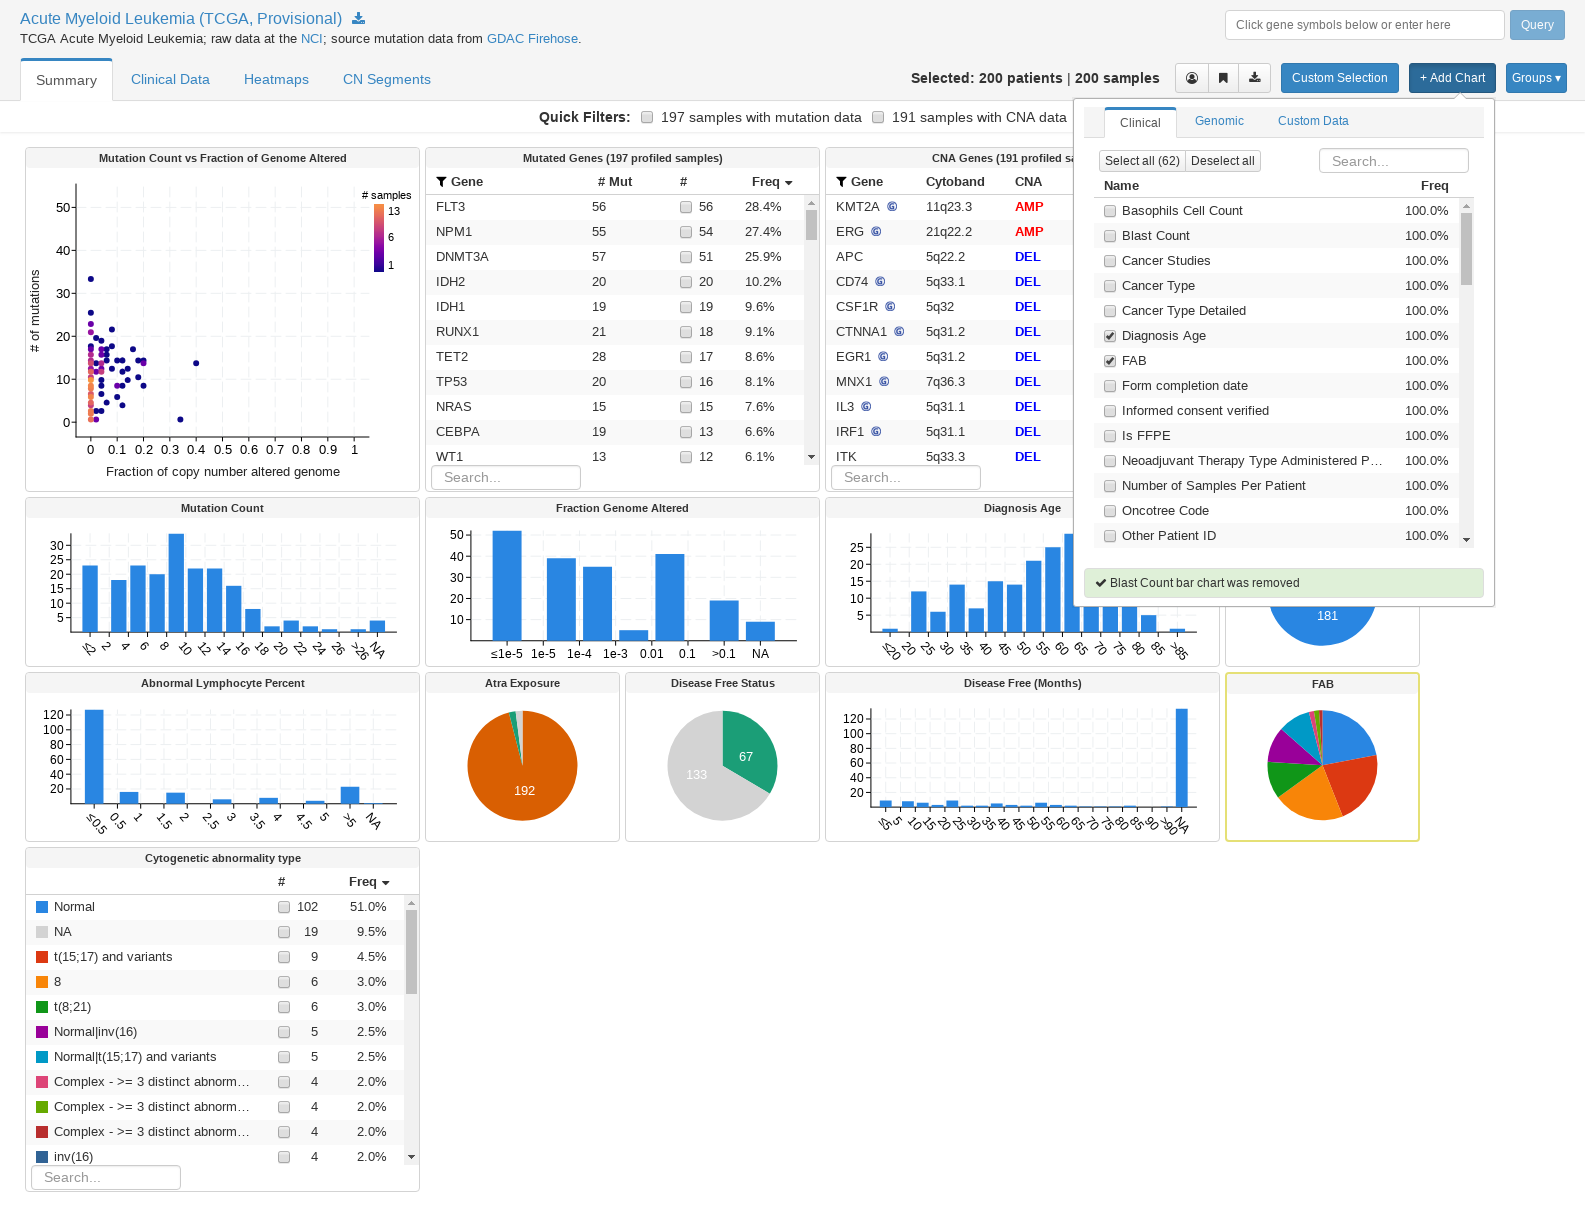 Acute Myeloid Leukemia (TCGA, Provisional)
TCGA Acute Myeloid Leukemia; raw data at the NCI; source mutation data from GDAC Firehose.
Click gene symbols below or enter here
Query
Summary
Clinical Data
Heatmaps
CN Segments
Selected: 200 patients | 200 samples
Custom Selection
+ Add Chart
Groups ▾
Quick Filters:
197 samples with mutation data
191 samples with CNA data
Clinical
Genomic
Custom Data
Select all (62)
Deselect all
Search...
Name Freq
Basophils Cell Count 100.0%
Blast Count 100.0%
Cancer Studies 100.0%
Cancer Type 100.0%
Cancer Type Detailed 100.0%
Diagnosis Age 100.0%
FAB 100.0%
Form completion date 100.0%
Informed consent verified 100.0%
Is FFPE 100.0%
Neoadjuvant Therapy Type Administered P... 100.0%
Number of Samples Per Patient 100.0%
Oncotree Code 100.0%
Other Patient ID 100.0%
Blast Count bar chart was removed
Mutation Count vs Fraction of Genome Altered
# samples
13
6
1
50
40
30
20
10
0
# of mutations
0 0.1 0.2 0.3 0.4 0.5 0.6 0.7 0.8 0.9 1
Fraction of copy number altered genome
Mutated Genes (197 profiled samples)
Gene # Mut # Freq
FLT3 56 56 28.4%
NPM1 55 54 27.4%
DNMT3A 57 51 25.9%
IDH2 20 20 10.2%
IDH1 19 19 9.6%
RUNX1 21 18 9.1%
TET2 28 17 8.6%
TP53 20 16 8.1%
NRAS 15 15 7.6%
CEBPA 19 13 6.6%
WT1 13 12 6.1%
Search...
CNA Genes (191 profiled sa
Gene Cytoband CNA
KMT2A G 11q23.3 AMP
ERG G 21q22.2 AMP
APC 5q22.2 DEL
CD74 G 5q33.1 DEL
CSF1R G 5q32 DEL
CTNNA1 G 5q31.2 DEL
EGR1 G 5q31.2 DEL
MNX1 G 7q36.3 DEL
IL3 G 5q31.1 DEL
IRF1 G 5q31.1 DEL
ITK 5q33.3 DEL
Search...
Mutation Count
30
25
20
15
10
5
≤2 2 4 6 8 10 12 14 16 18 20 22 24 26 >26 NA
Fraction Genome Altered
50
40
30
20
10
≤1e-5 1e-5 1e-4 1e-3 0.01 0.1 >0.1 NA
Diagnosis Age
25
20
15
10
5
≤20 20 25 30 35 40 45 50 55 60 65 70 75 80 85 >85
181
Abnormal Lymphocyte Percent
120
100
80
60
40
20
≤0.5 0.5 1 1.5 2 2.5 3 3.5 4 4.5 5 >5 NA
Atra Exposure
192
Disease Free Status
67
133
Disease Free (Months)
120
100
80
60
40
20
≤5 5 10 15 20 25 30 35 40 45 50 55 60 65 70 75 80 85 90 >90 NA
FAB
Cytogenetic abnormality type
# Freq
Normal 102 51.0%
NA 19 9.5%
t(15;17) and variants 9 4.5%
8 6 3.0%
t(8;21) 6 3.0%
Normal|inv(16) 5 2.5%
Normal|t(15;17) and variants 5 2.5%
Complex - >= 3 distinct abnorm... 4 2.0%
Complex - >= 3 distinct abnorm... 4 2.0%
Complex - >= 3 distinct abnorm... 4 2.0%
inv(16) 4 2.0%
Search...